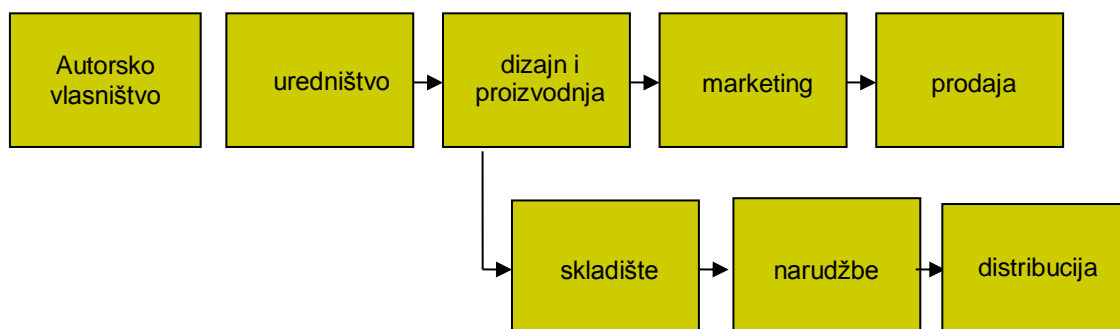 Autorsko
vlasništvo
uredništvo
dizajn i
proizvodnja
marketing
prodaja
skladište
narudžbe
distribucija